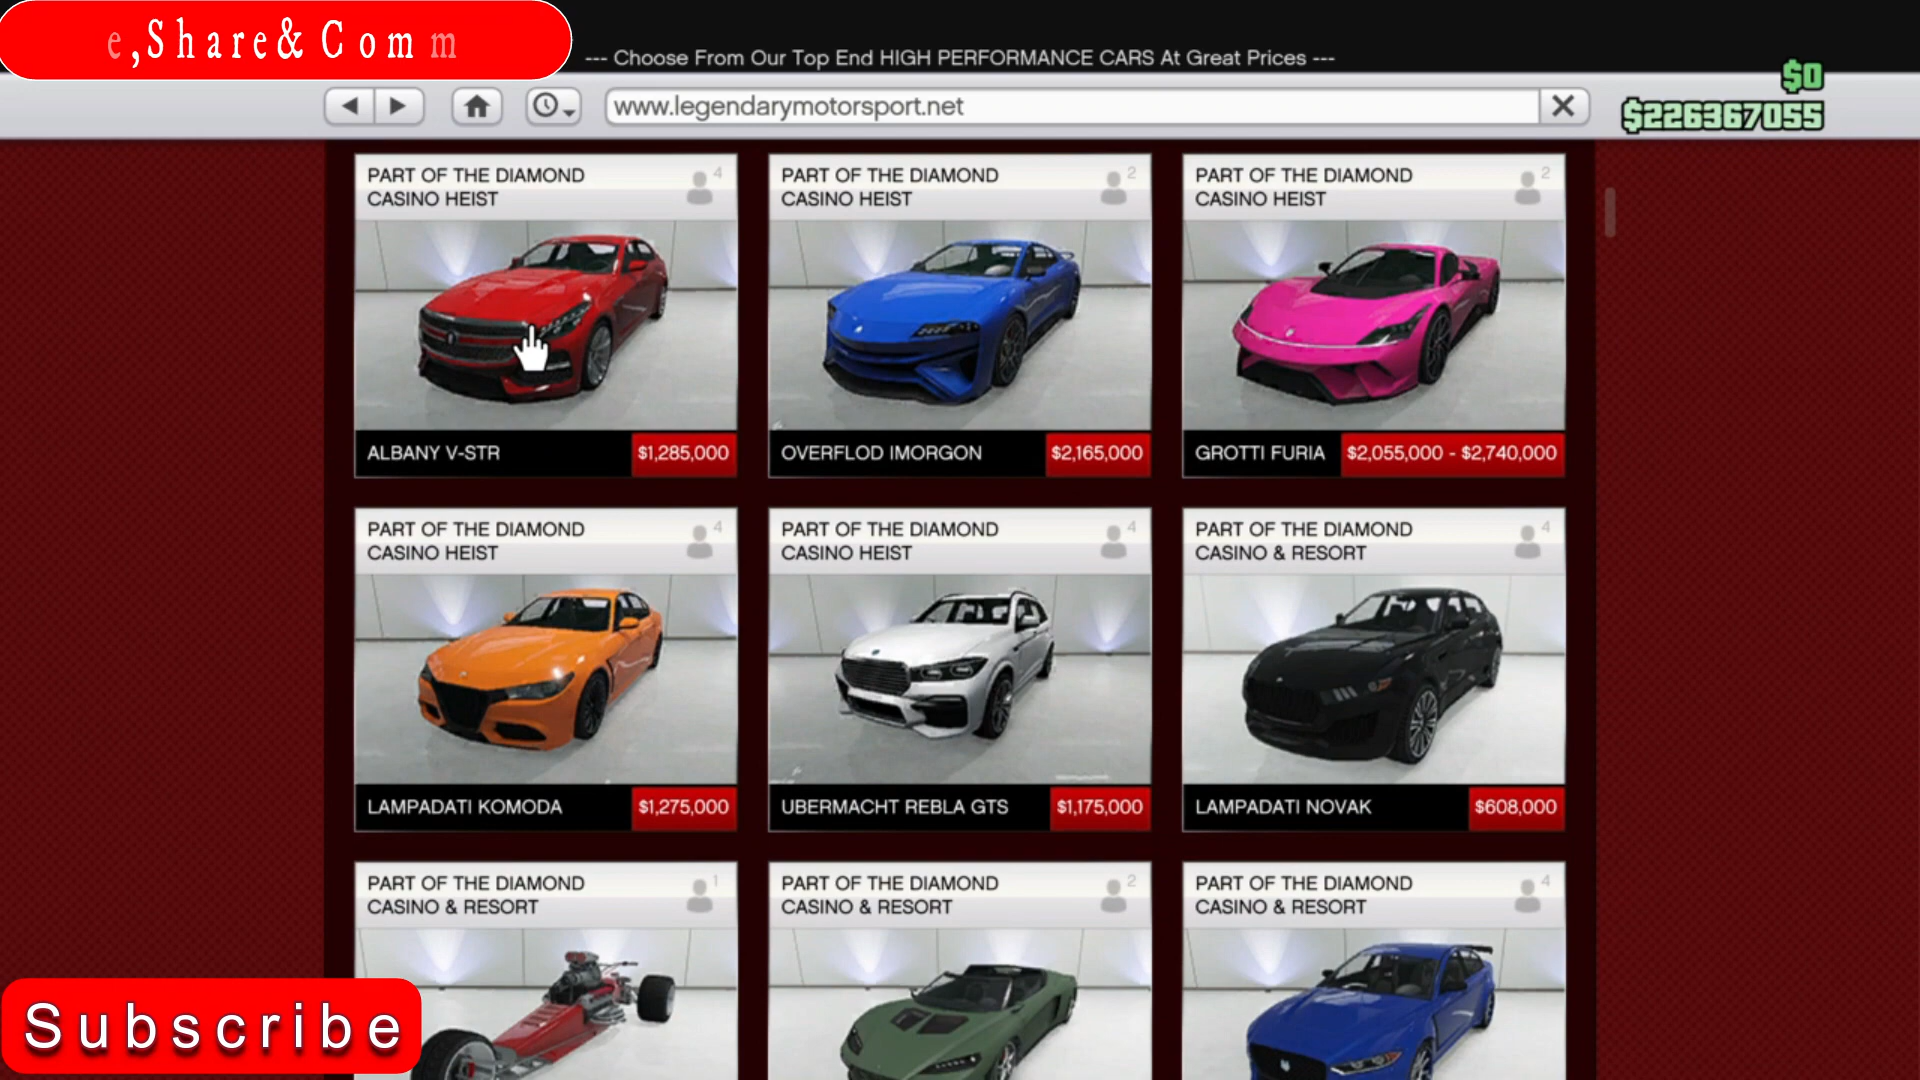 e,Share& Comm
--- Choose From Our Top End HIGH PERFORMANCE CARS At Great Prices ---
$0
www.legendarymotorsport.net
$226367055
PART OF THE DIAMOND
CASINO HEIST
4
PART OF THE DIAMOND
CASINO HEIST
2
PART OF THE DIAMOND
CASINO HEIST
2
ALBANY V-STR
$1,285,000
OVERFLOD IMORGON
$2,165,000
GROTTI FURIA
$2,055,000 - $2,740,000
PART OF THE DIAMOND
CASINO HEIST
4
PART OF THE DIAMOND
CASINO HEIST
4
PART OF THE DIAMOND
CASINO & RESORT
4
LAMPADATI KOMODA
$1,275,000
UBERMACHT REBLA GTS
$1,175,000
LAMPADATI NOVAK
$608,000
PART OF THE DIAMOND
CASINO & RESORT
1
PART OF THE DIAMOND
CASINO & RESORT
2
PART OF THE DIAMOND
CASINO & RESORT
4
Subscribe